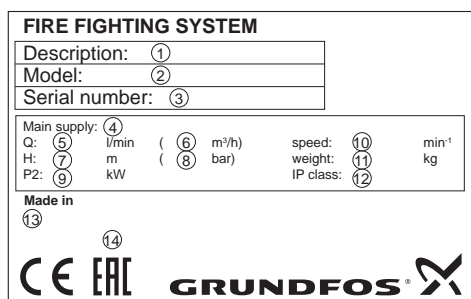 FIRE FIGHTING SYSTEM
Description: 1
Model: 2
Serial number: 3
Main supply: 4
Q: 5 l/min ( 6 m³/h) speed: 10 min⁻¹
H: 7 m ( 8 bar) weight: 11 kg
P2: 9 kW IP class: 12
Made in
13
14
CE EAC GRUNDFOS